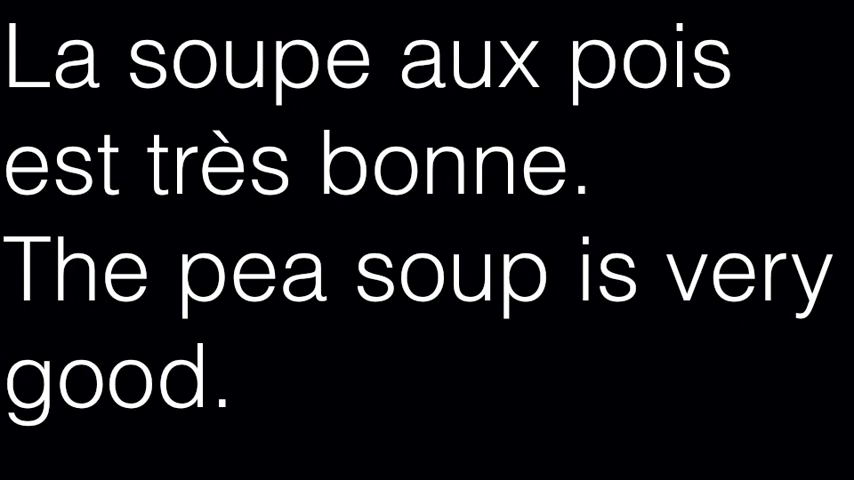 La soupe aux pois
est très bonne.
The pea soup is very
good.